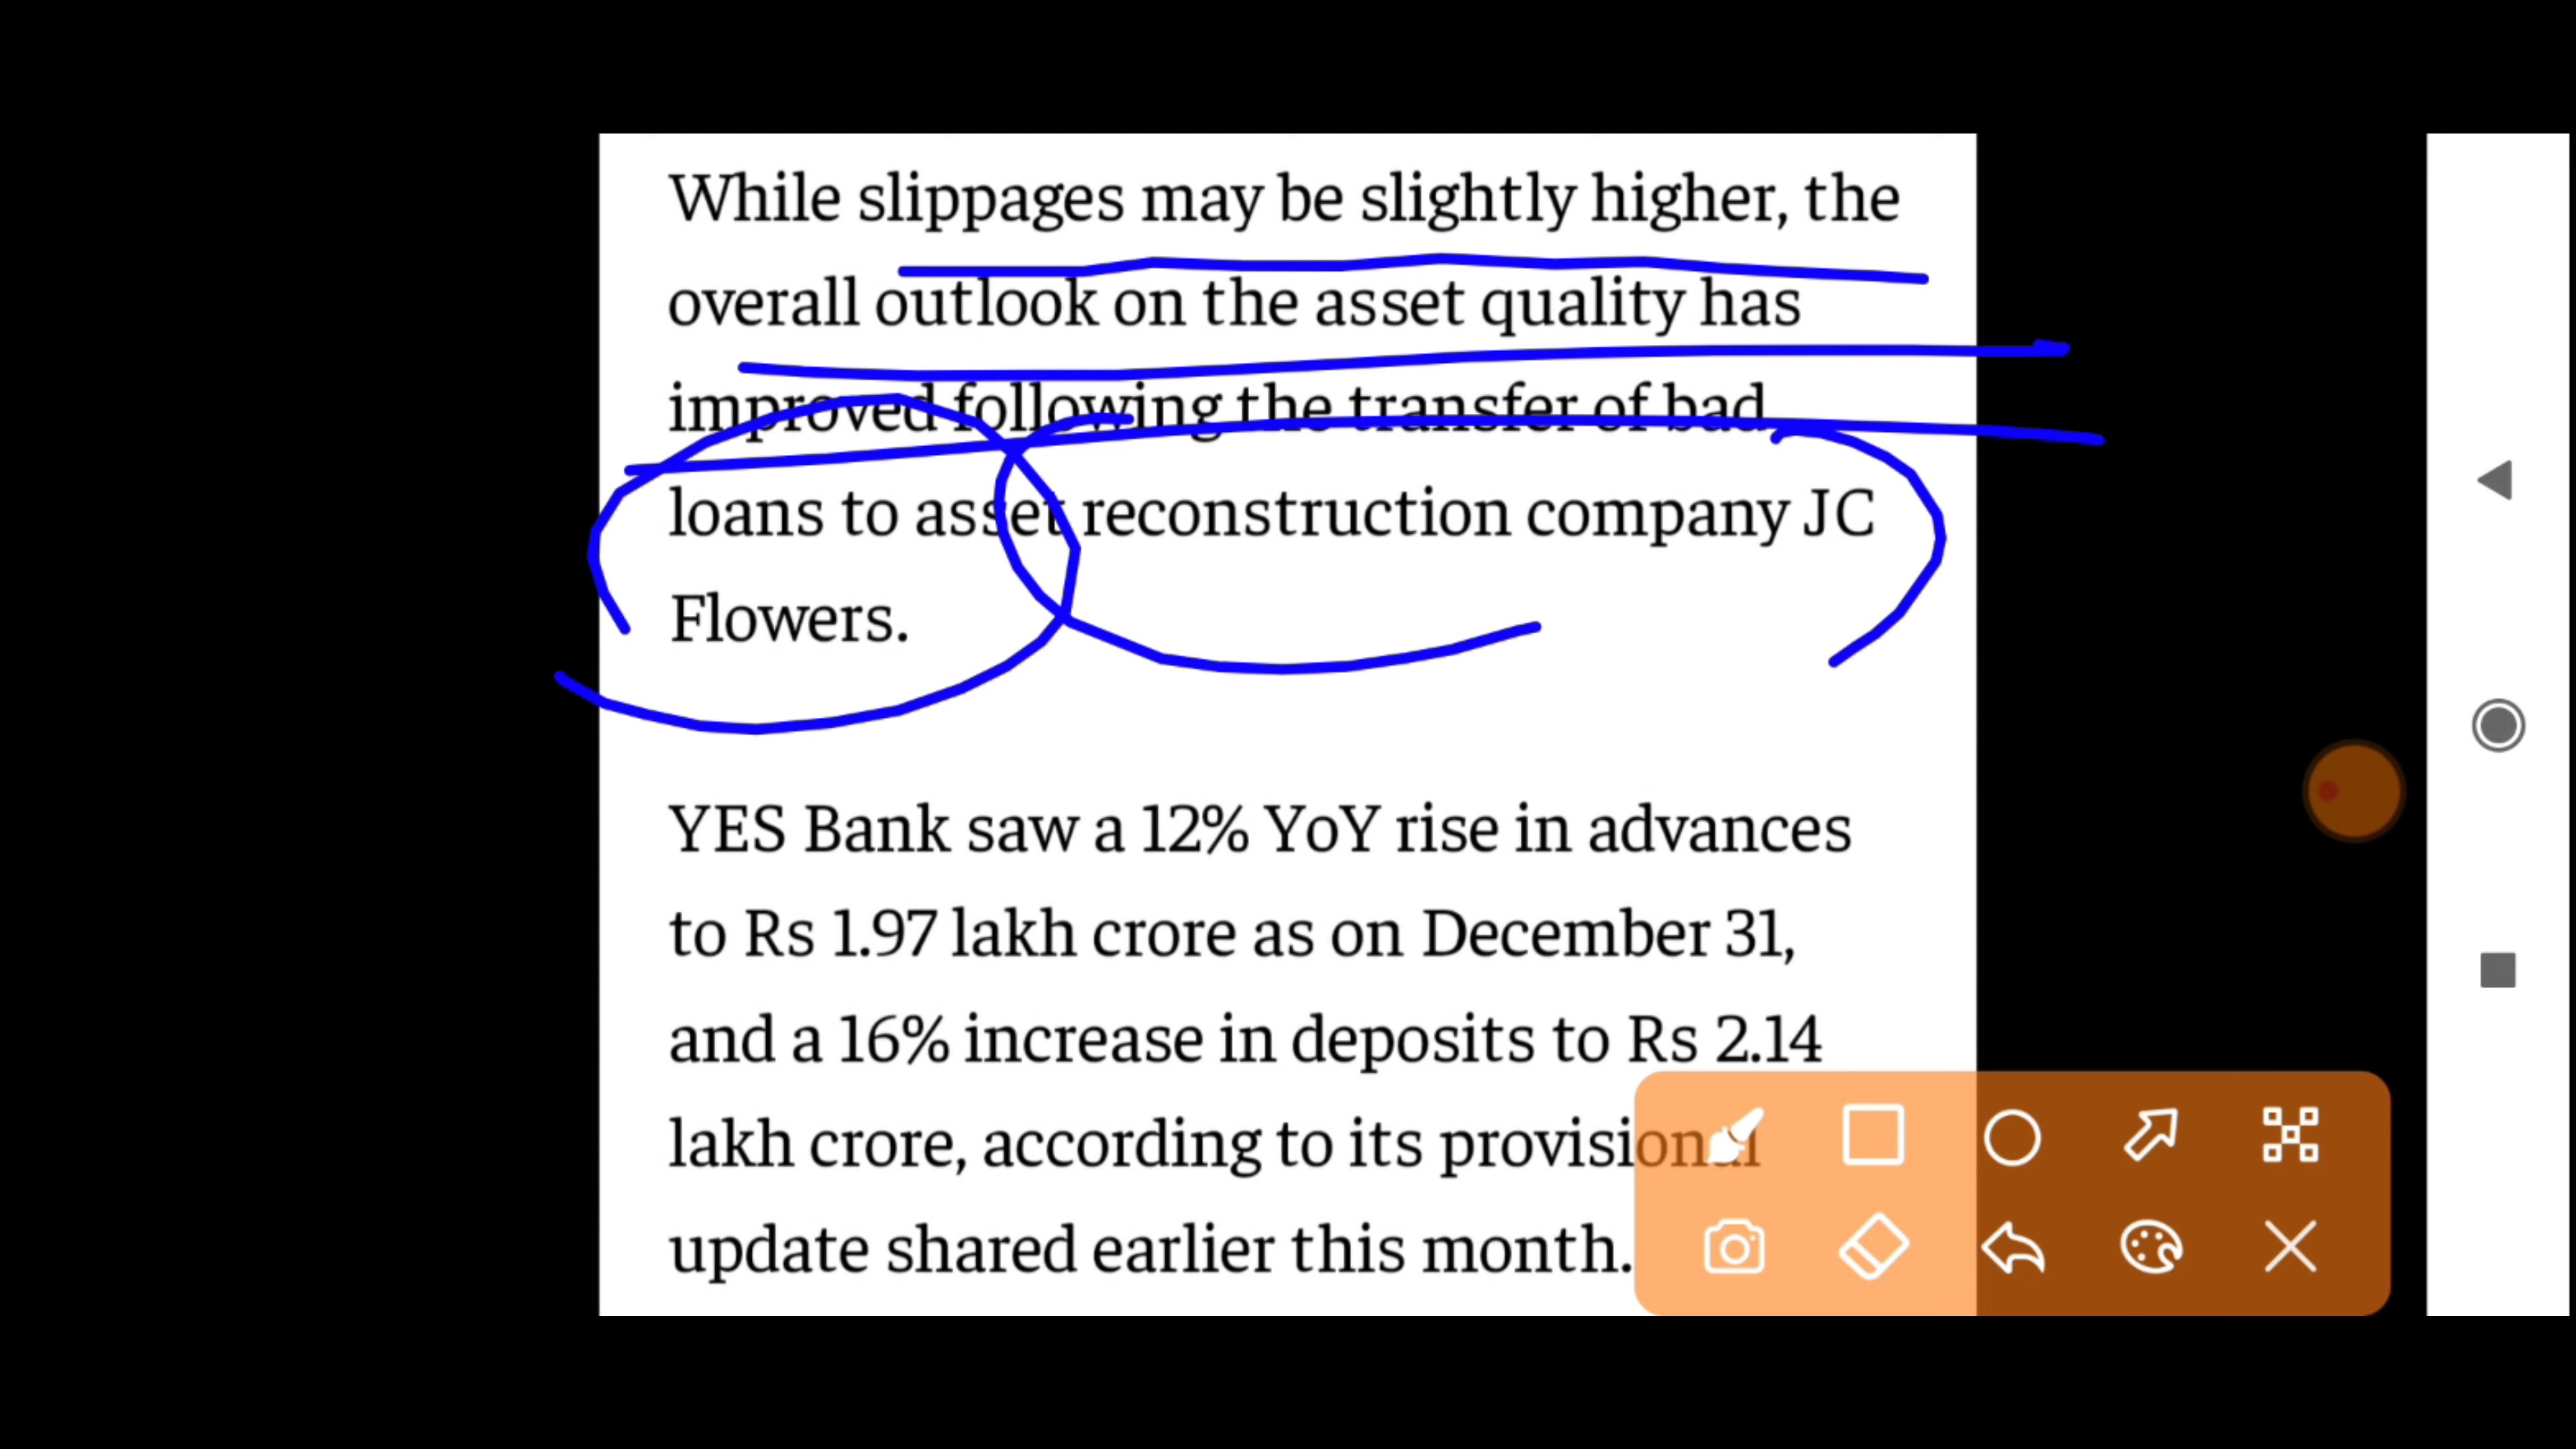 While slippages may be slightly higher, the
overall outlook on the asset quality has
improved following the transfer of bad
loans to asset reconstruction company JC
Flowers.
YES Bank saw a 12% YoY rise in advances
to Rs 1.97 lakh crore as on December 31,
and a 16% increase in deposits to Rs 2.14
lakh crore, according to its provisional
update shared earlier this month.